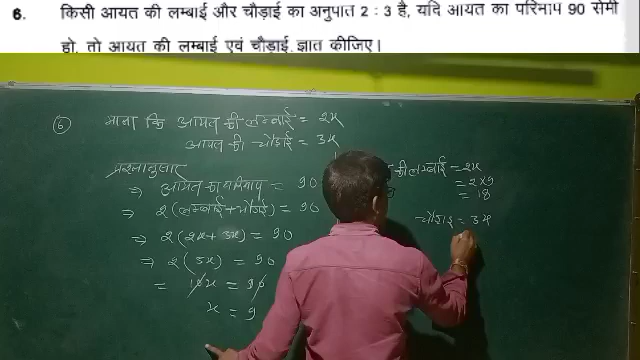 6. किसी आयत की लम्बाई और चौड़ाई का अनुपात 2 : 3 है, यदि आयत का परिमाप 90 सेमी
हो, तो आयत की लम्बाई एवं चौड़ाई ज्ञात कीजिए।
6 माना कि आयत की लम्बाई = 2x
आयत की चौड़ाई = 3x
प्रश्नानुसार
⇒ आयत का परिमाप = 90
⇒ 2(लम्बाई+चौड़ाई) = 90
⇒ 2(2x+3x) = 90
⇒ 2(5x) = 90
= 10x = 90
x = 9
की लम्बाई = 2x
= 2×9
= 18
चौड़ाई = 3x